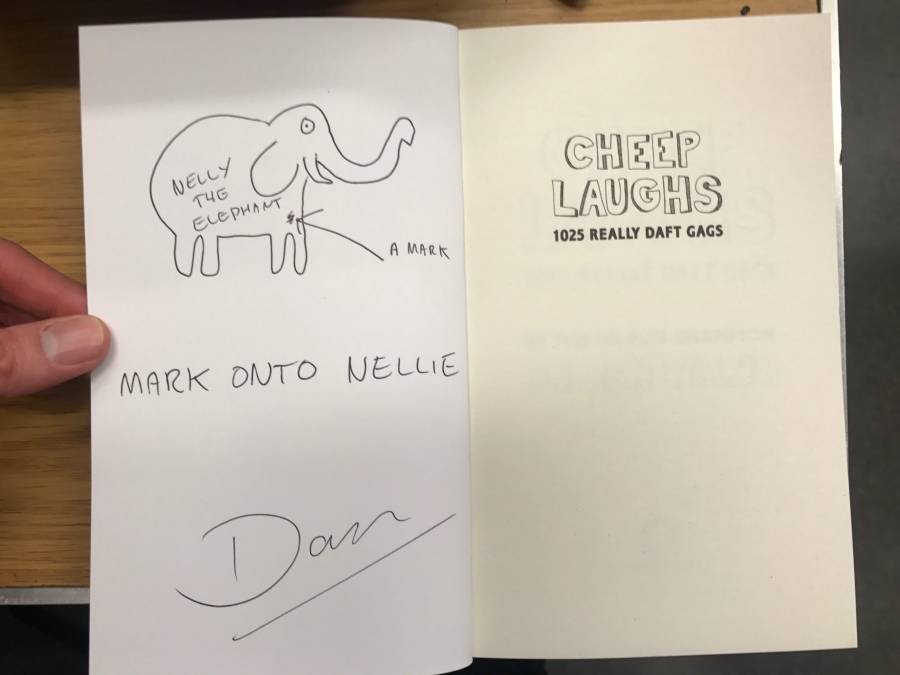 NELLY
THE
ELEPHANT
A MARK
MARK ONTO NELLIE
Dan
CHEEP
LAUGHS
1025 REALLY DAFT GAGS